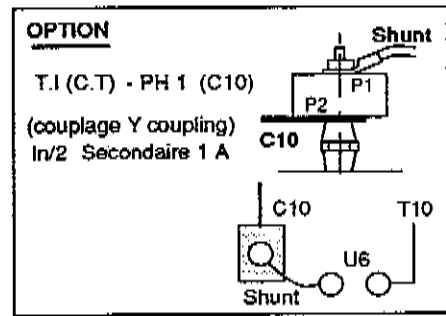 OPTION
Shunt
T.I (C.T) - PH 1 (C10)
P1
P2
(couplage Y coupling)
C10
In/2 Secondaire 1 A
C10
T10
U6
Shunt